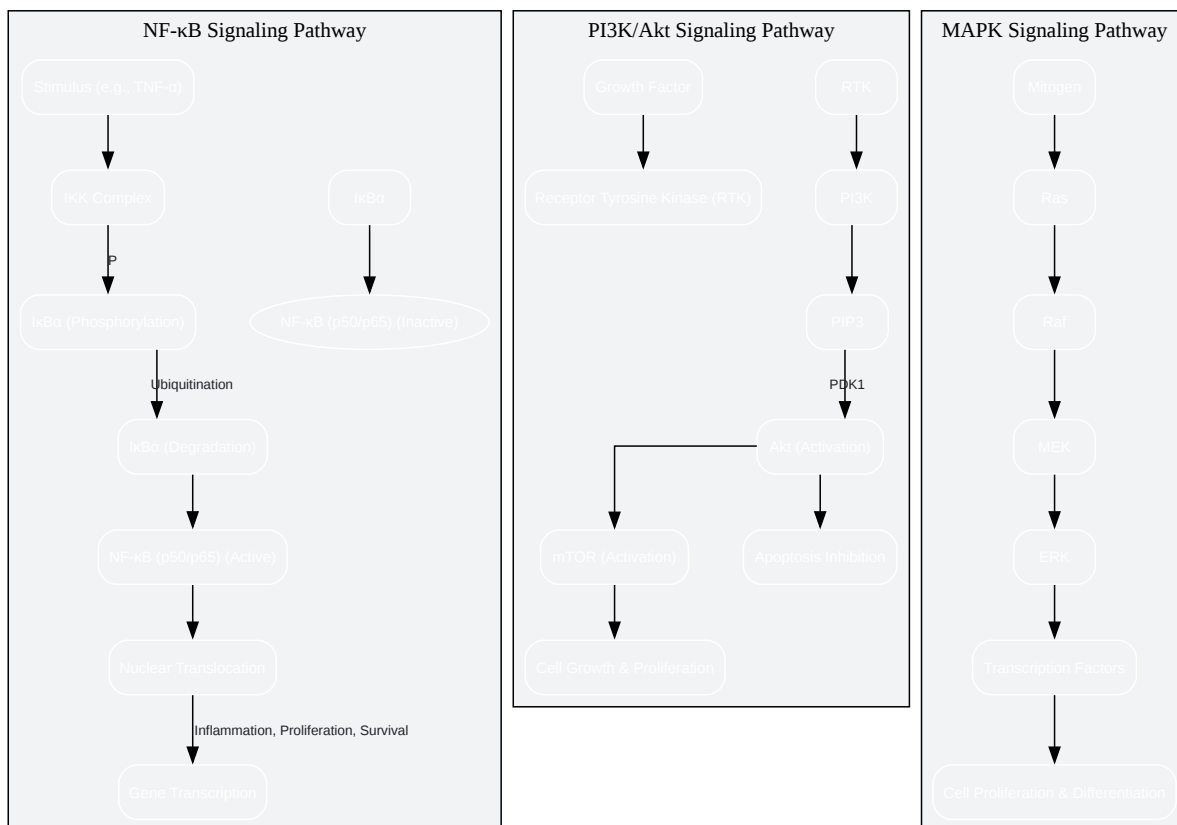 NF-κB Signaling Pathway
Stimulus (e.g., TNF-α)
IKK Complex
IκBα
P
IκBα (Phosphorylation)
NF-κB (p50/p65) (Inactive)
Ubiquitination
IκBα (Degradation)
NF-κB (p50/p65) (Active)
Nuclear Translocation
Inflammation, Proliferation, Survival
Gene Transcription
PI3K/Akt Signaling Pathway
Growth Factor
RTK
Receptor Tyrosine Kinase (RTK)
PI3K
PIP3
PDK1
Akt (Activation)
mTOR (Activation)
Apoptosis Inhibition
Cell Growth & Proliferation
MAPK Signaling Pathway
Mitogen
Ras
Raf
MEK
ERK
Transcription Factors
Cell Proliferation & Differentiation